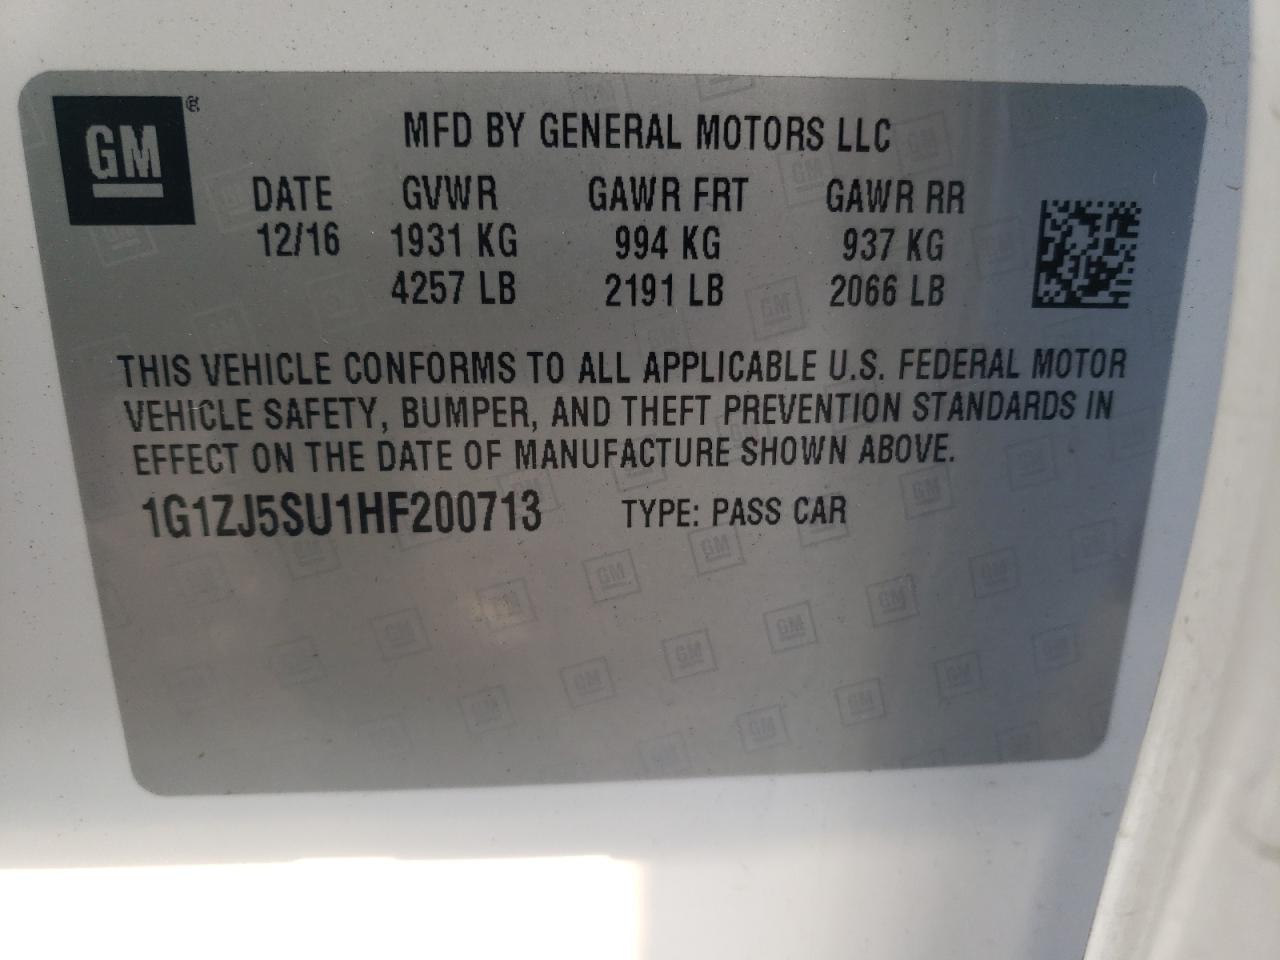 GM®
MFD BY GENERAL MOTORS LLC
DATE GVWR GAWR FRT GAWR RR
12/16 1931 KG 994 KG 937 KG
4257 LB 2191 LB 2066 LB
THIS VEHICLE CONFORMS TO ALL APPLICABLE U.S. FEDERAL MOTOR
VEHICLE SAFETY, BUMPER, AND THEFT PREVENTION STANDARDS IN
EFFECT ON THE DATE OF MANUFACTURE SHOWN ABOVE.
1G1ZJ5SU1HF200713 TYPE: PASS CAR